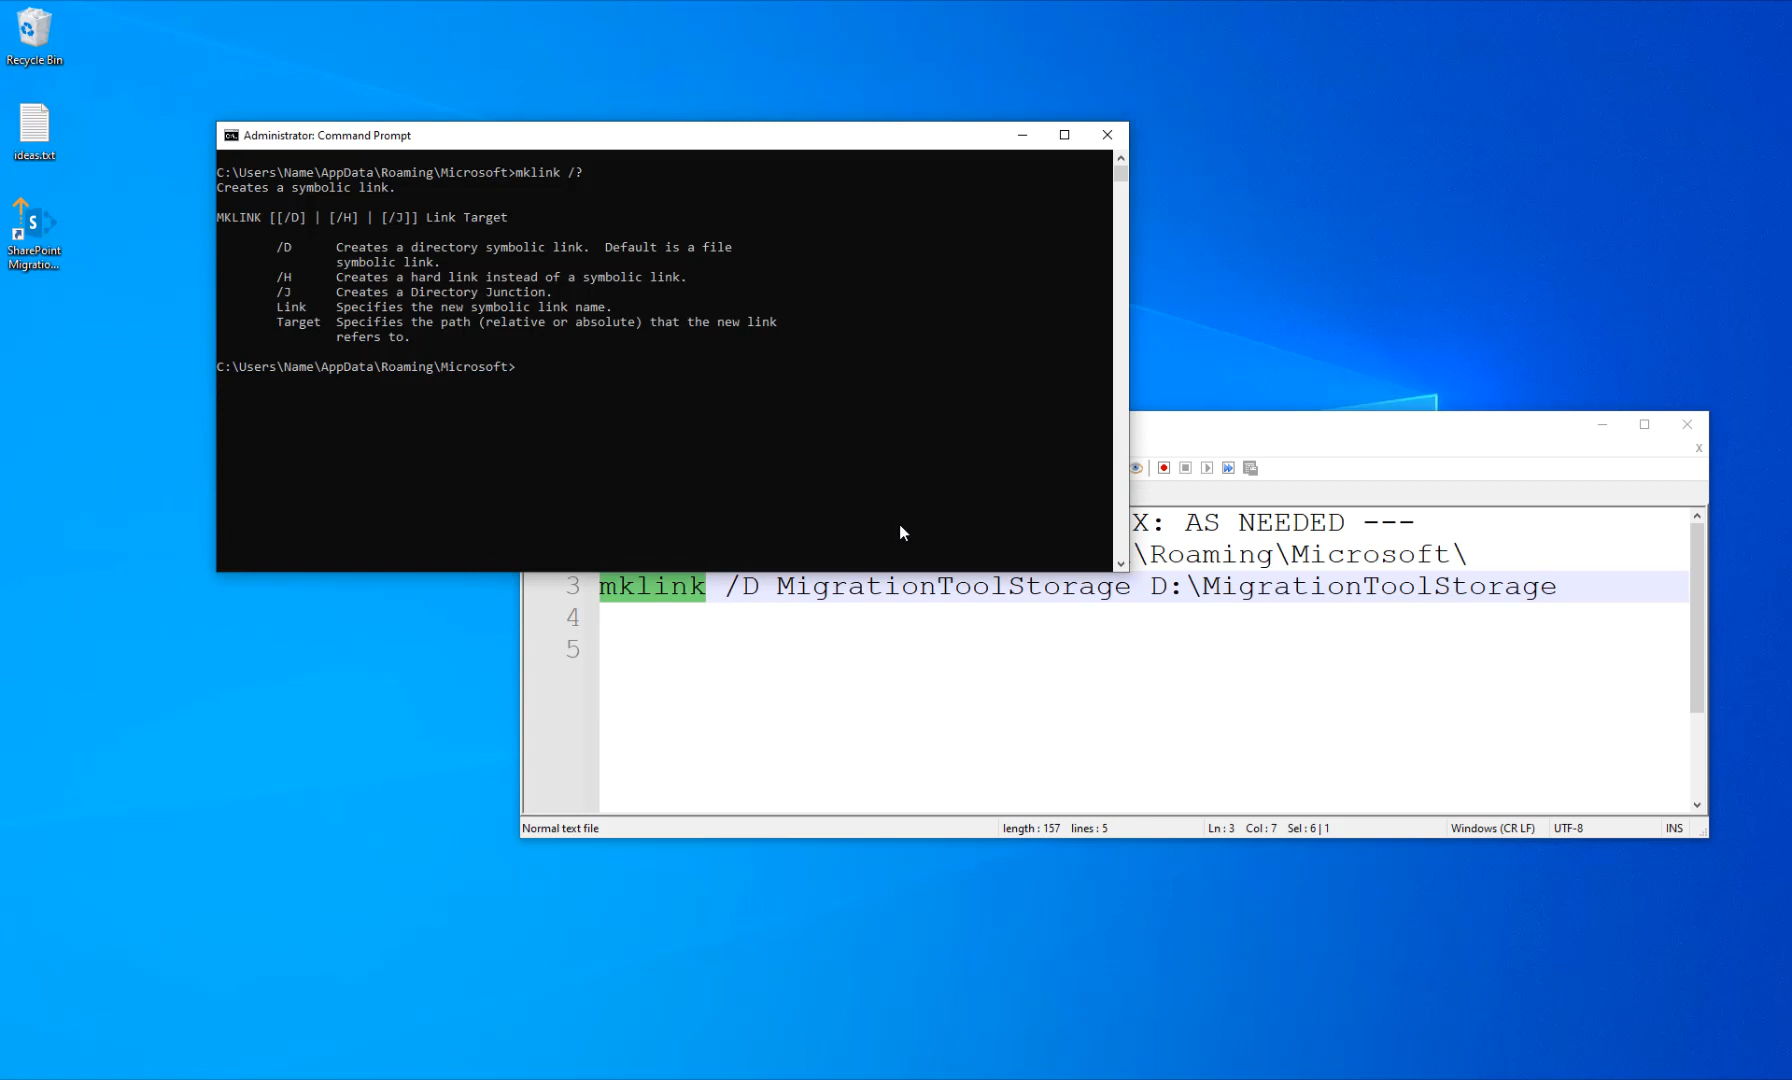 Recycle Bin
ideas.txt
SharePoint
Migratio...
Administrator: Command Prompt
C:\Users\Name\AppData\Roaming\Microsoft>mklink /?
Creates a symbolic link.
MKLINK [[/D] | [/H] | [/J]] Link Target
/D Creates a directory symbolic link. Default is a file
symbolic link.
/H Creates a hard link instead of a symbolic link.
/J Creates a Directory Junction.
Link Specifies the new symbolic link name.
Target Specifies the path (relative or absolute) that the new link
refers to.
C:\Users\Name\AppData\Roaming\Microsoft>
X
X: AS NEEDED ---
\Roaming\Microsoft\
3 mklink /D MigrationToolStorage D:\MigrationToolStorage
4
5
Normal text file length : 157 lines : 5 Ln : 3 Col : 7 Sel : 6 | 1 Windows (CR LF) UTF-8 INS